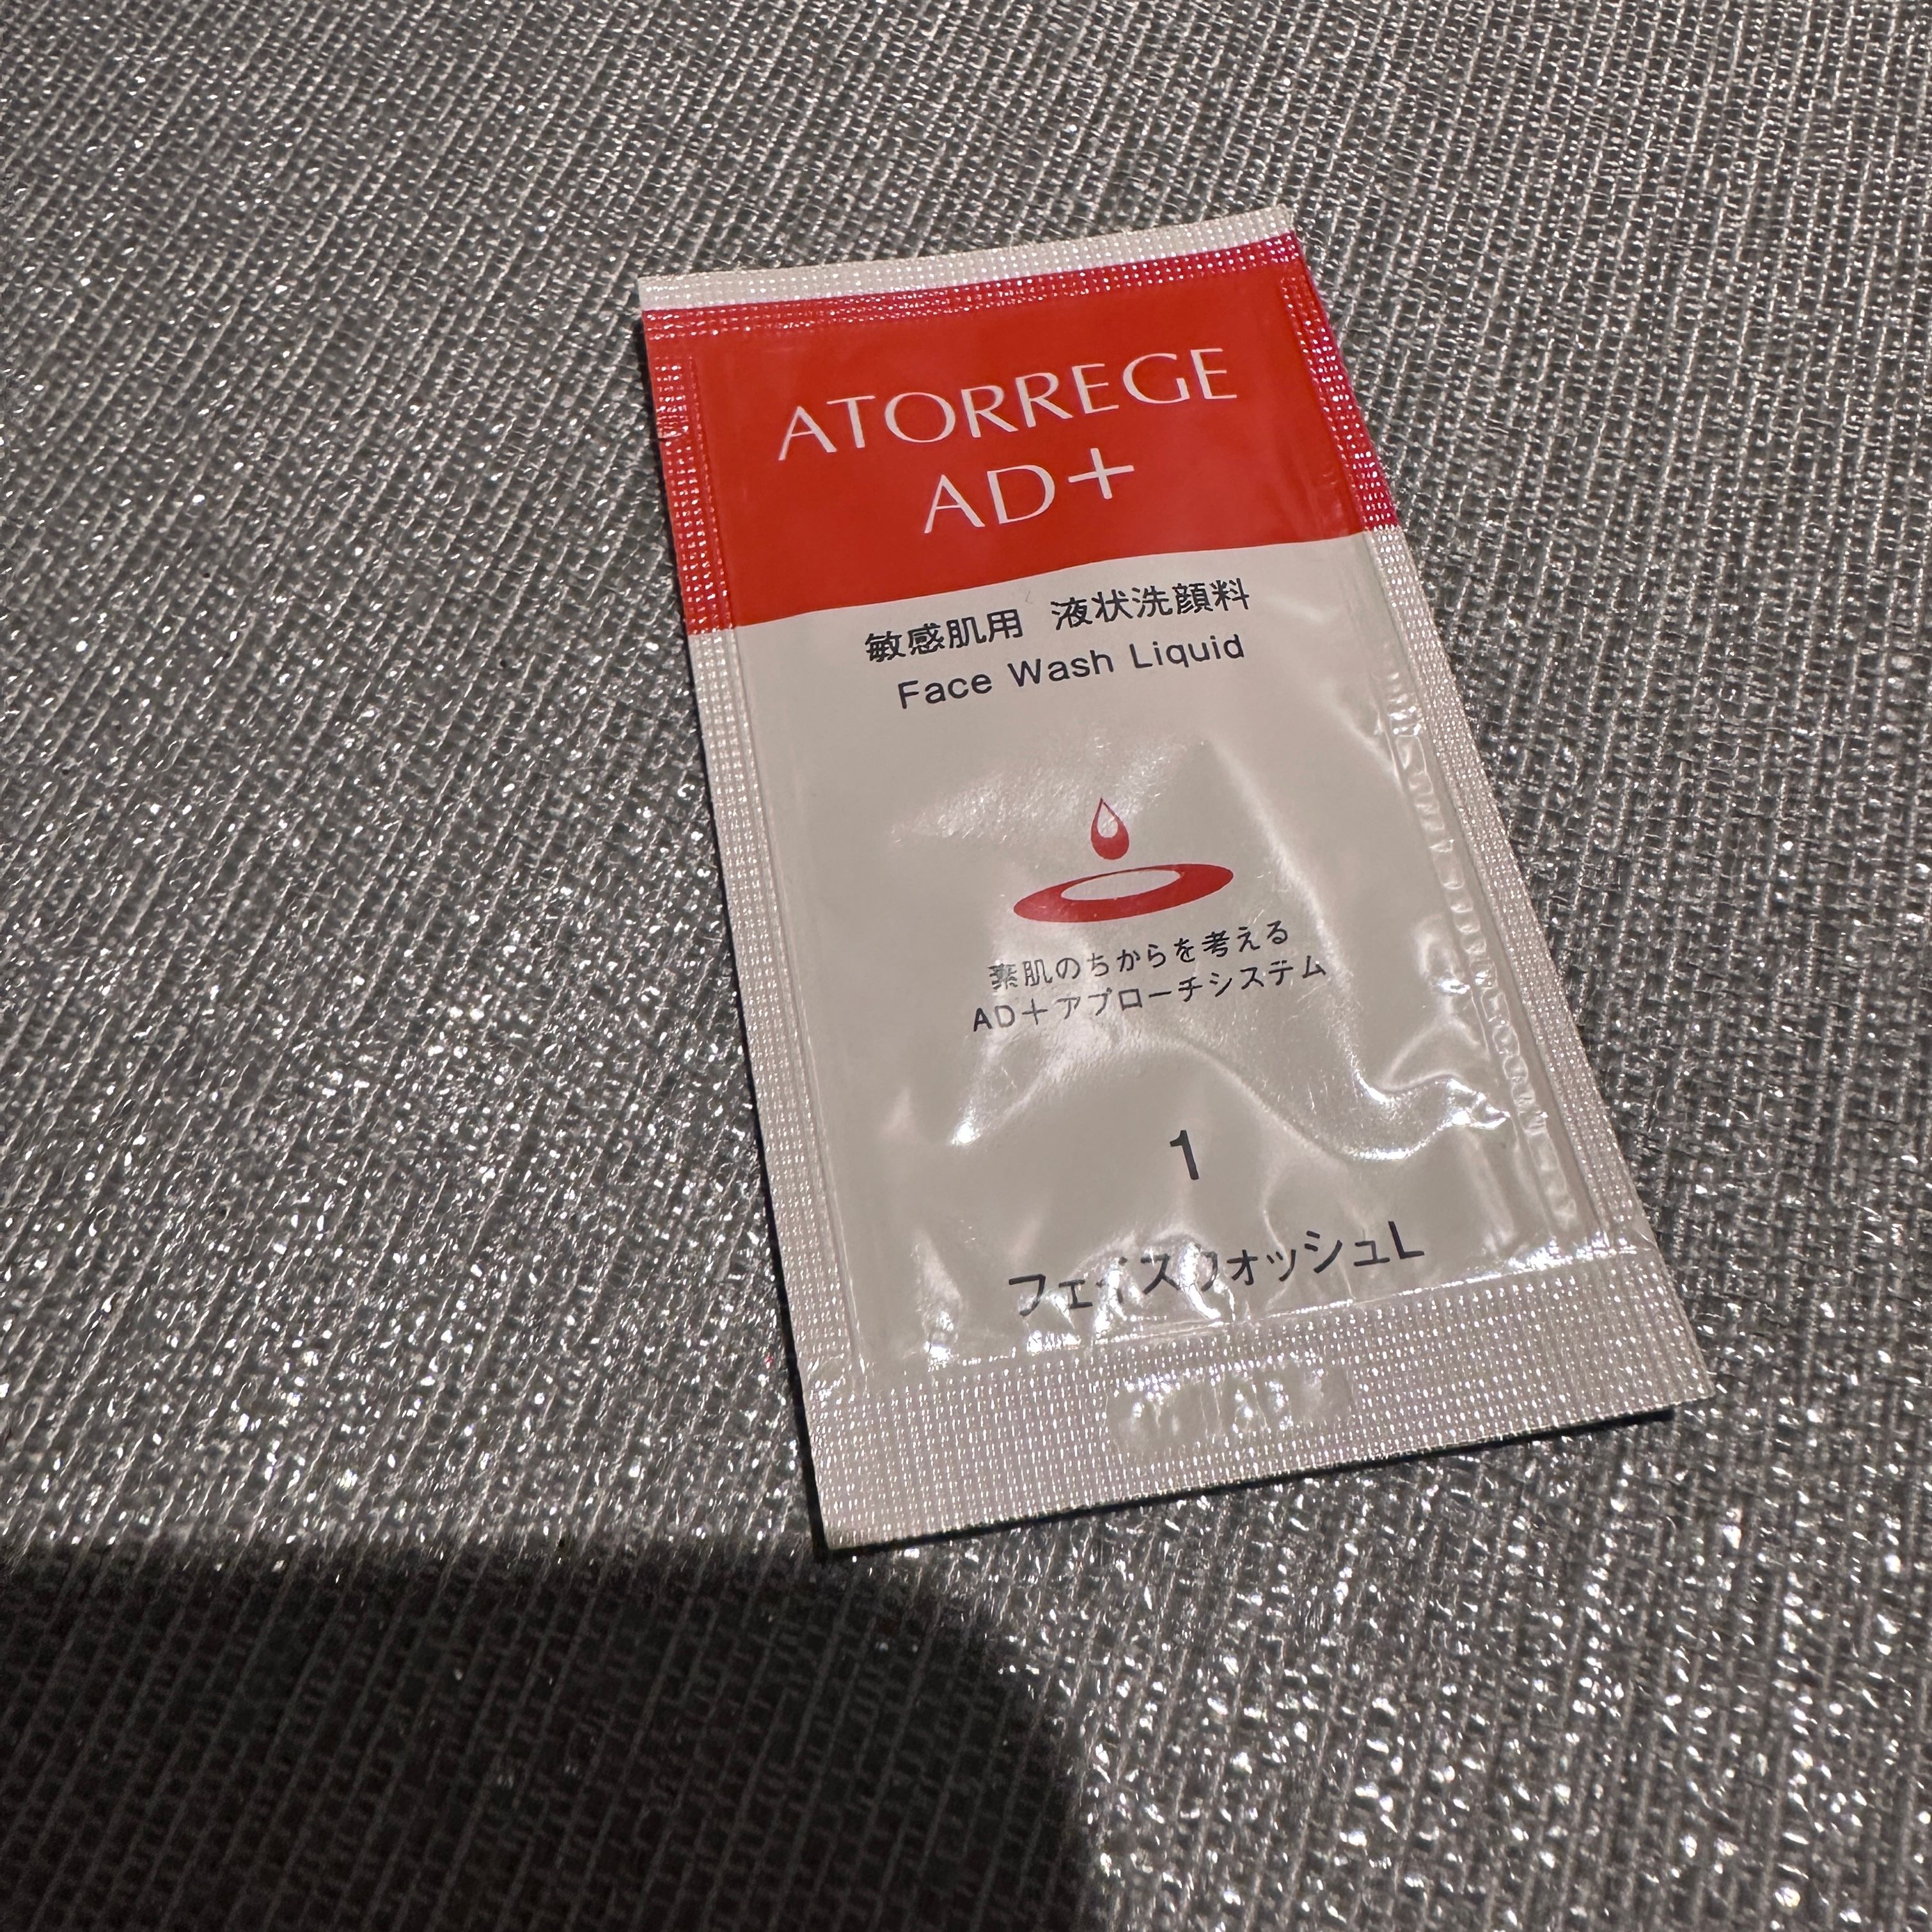 ATORREGE
AD+
敏感肌用 液状洗顔料
Face Wash Liquid
素肌のちからを考える
AD+アプローチシステム
1
フェイスウォッシュL